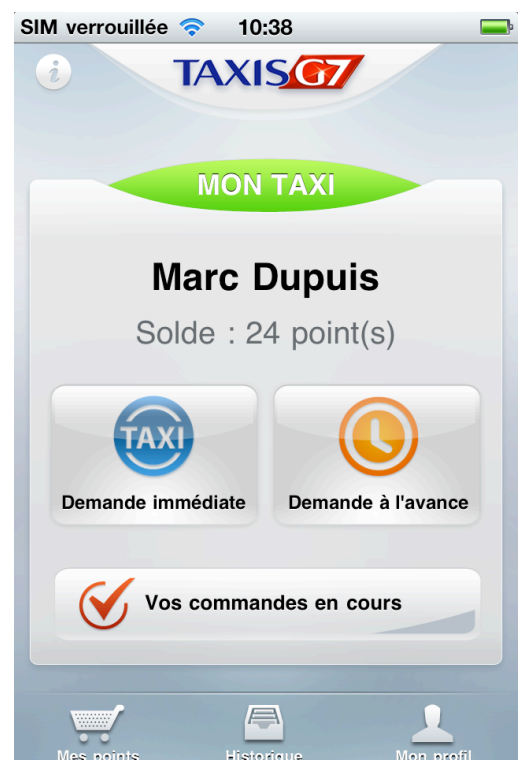 SIM verrouillée 10:38
TAXIS G7
MON TAXI
Marc Dupuis
Solde : 24 point(s)
TAXI
Demande immédiate Demande à l'avance
Vos commandes en cours
Mes points Historique Mon profil